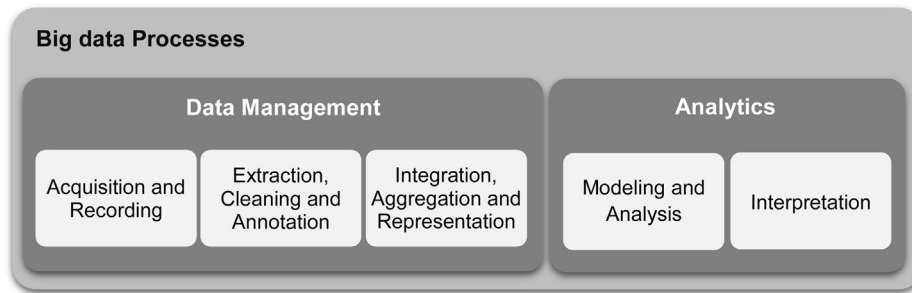 Big data Processes
Data Management
Acquisition and
Recording
Extraction,
Cleaning and
Annotation
Integration,
Aggregation and
Representation
Analytics
Modeling and
Analysis
Interpretation